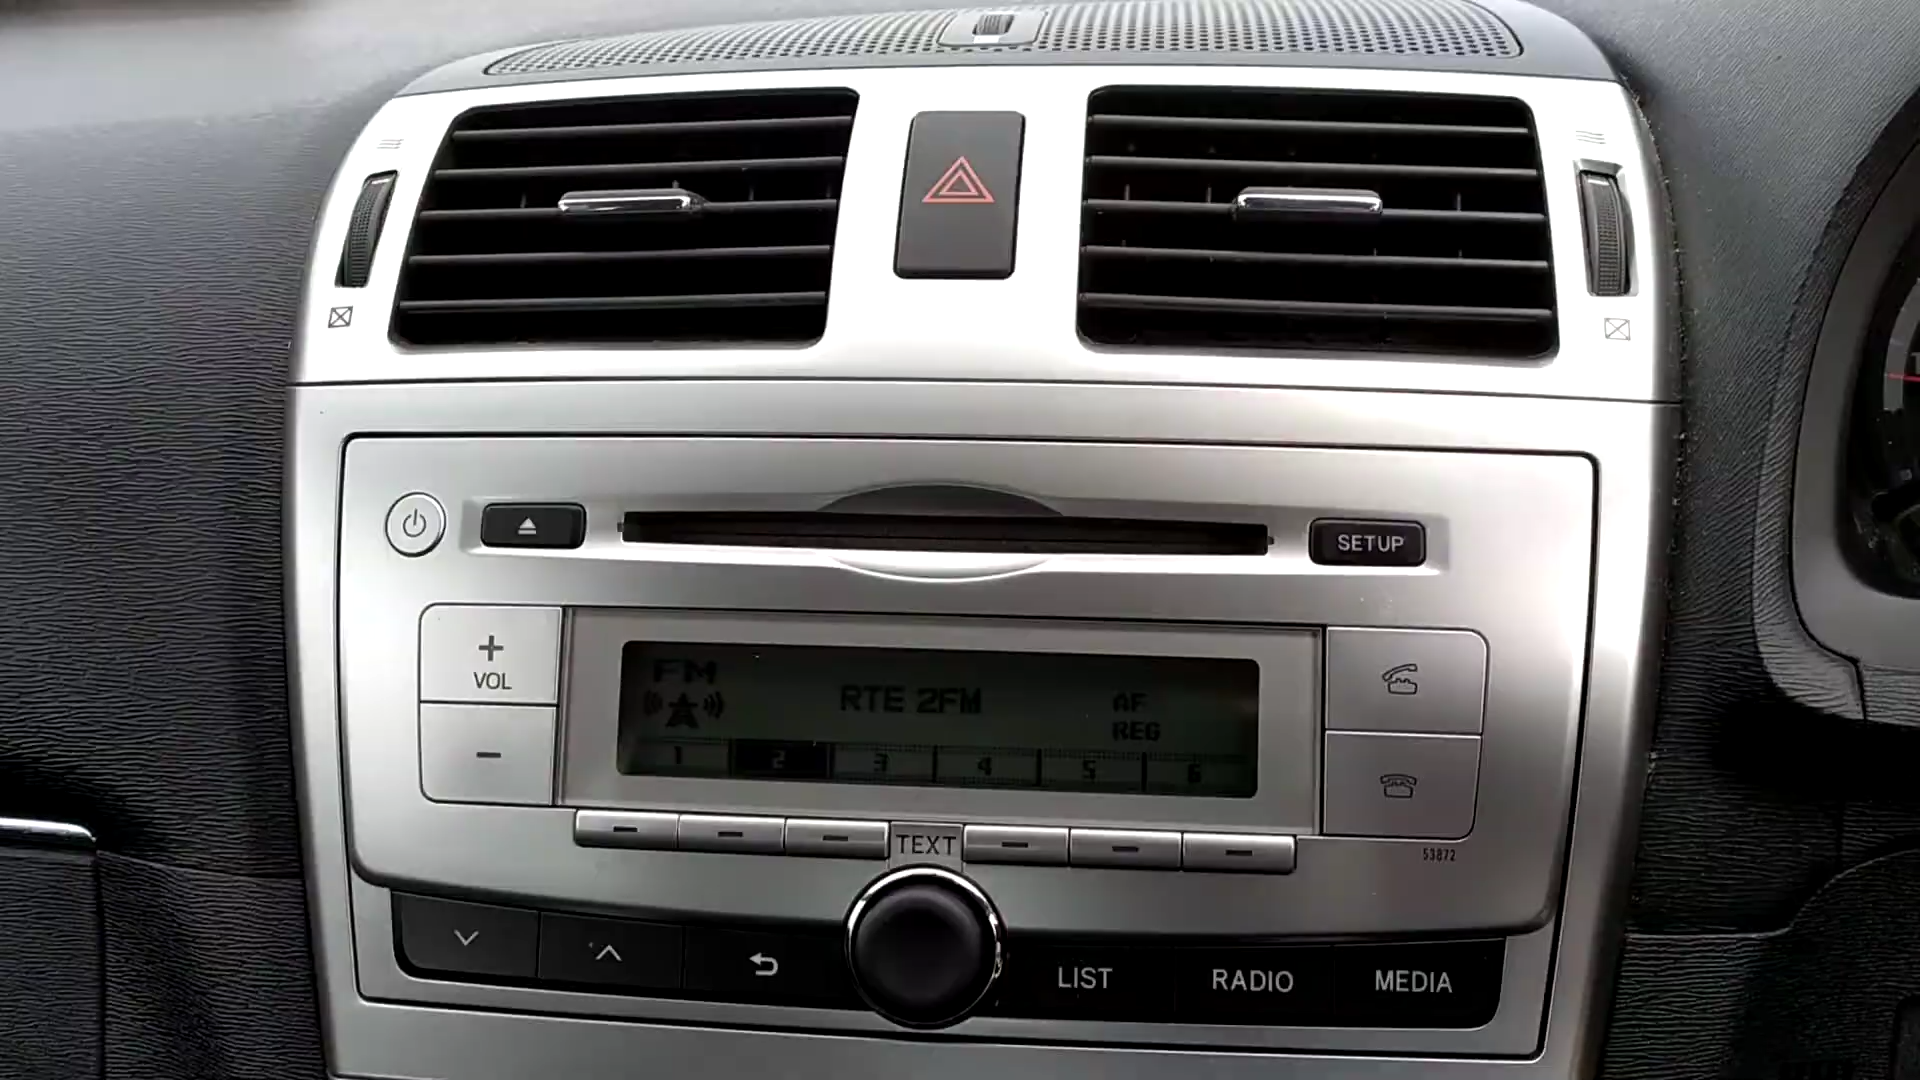 SETUP
+
VOL
-
FM
RTE 2FM
AF
REG
1 2 3 4 5 6
TEXT
53872
LIST RADIO MEDIA